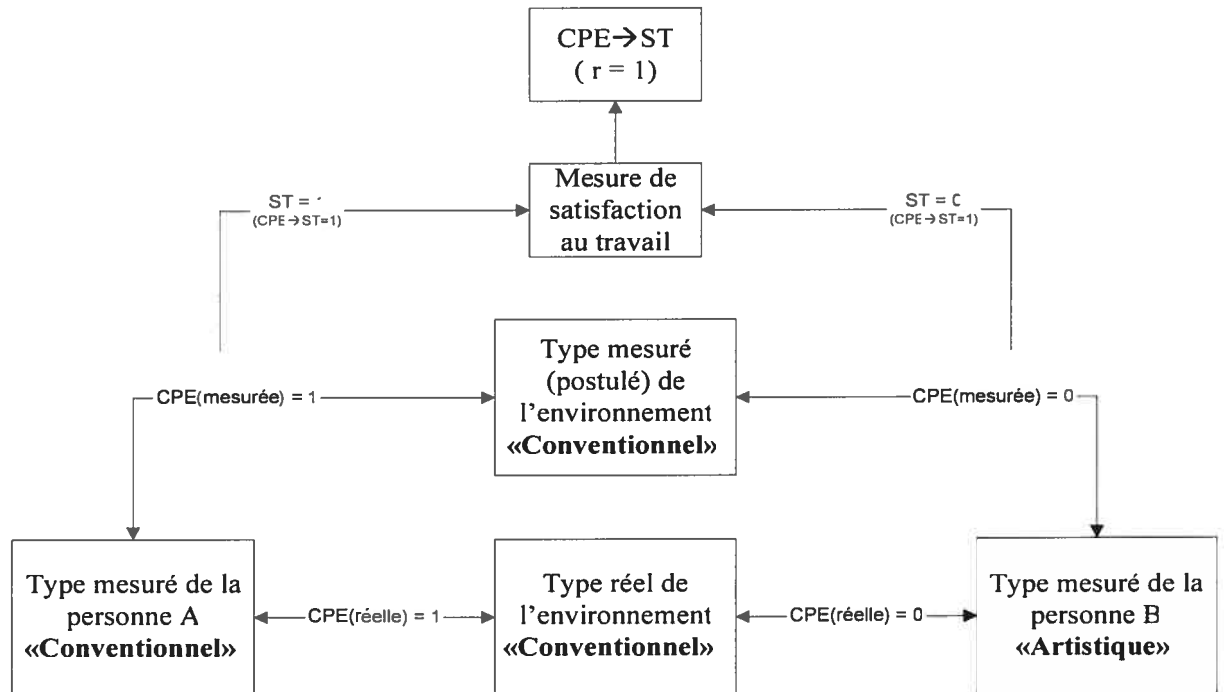 CPE→ST
( r = 1)
Mesure de
satisfaction
au travail
ST =
(CPE→ST=1)
ST =
(CPE→ST=1)
Type mesuré
(postulé) de
l’environnement
«Conventionnel»
CPE(mesurée) = 1
CPE(mesurée) = 0
Type mesuré de la
personne A
«Conventionnel»
CPE(réelle) = 1
Type réel de
l’environnement
«Conventionnel»
CPE(réelle) = 0
Type mesuré de la
personne B
«Artistique»